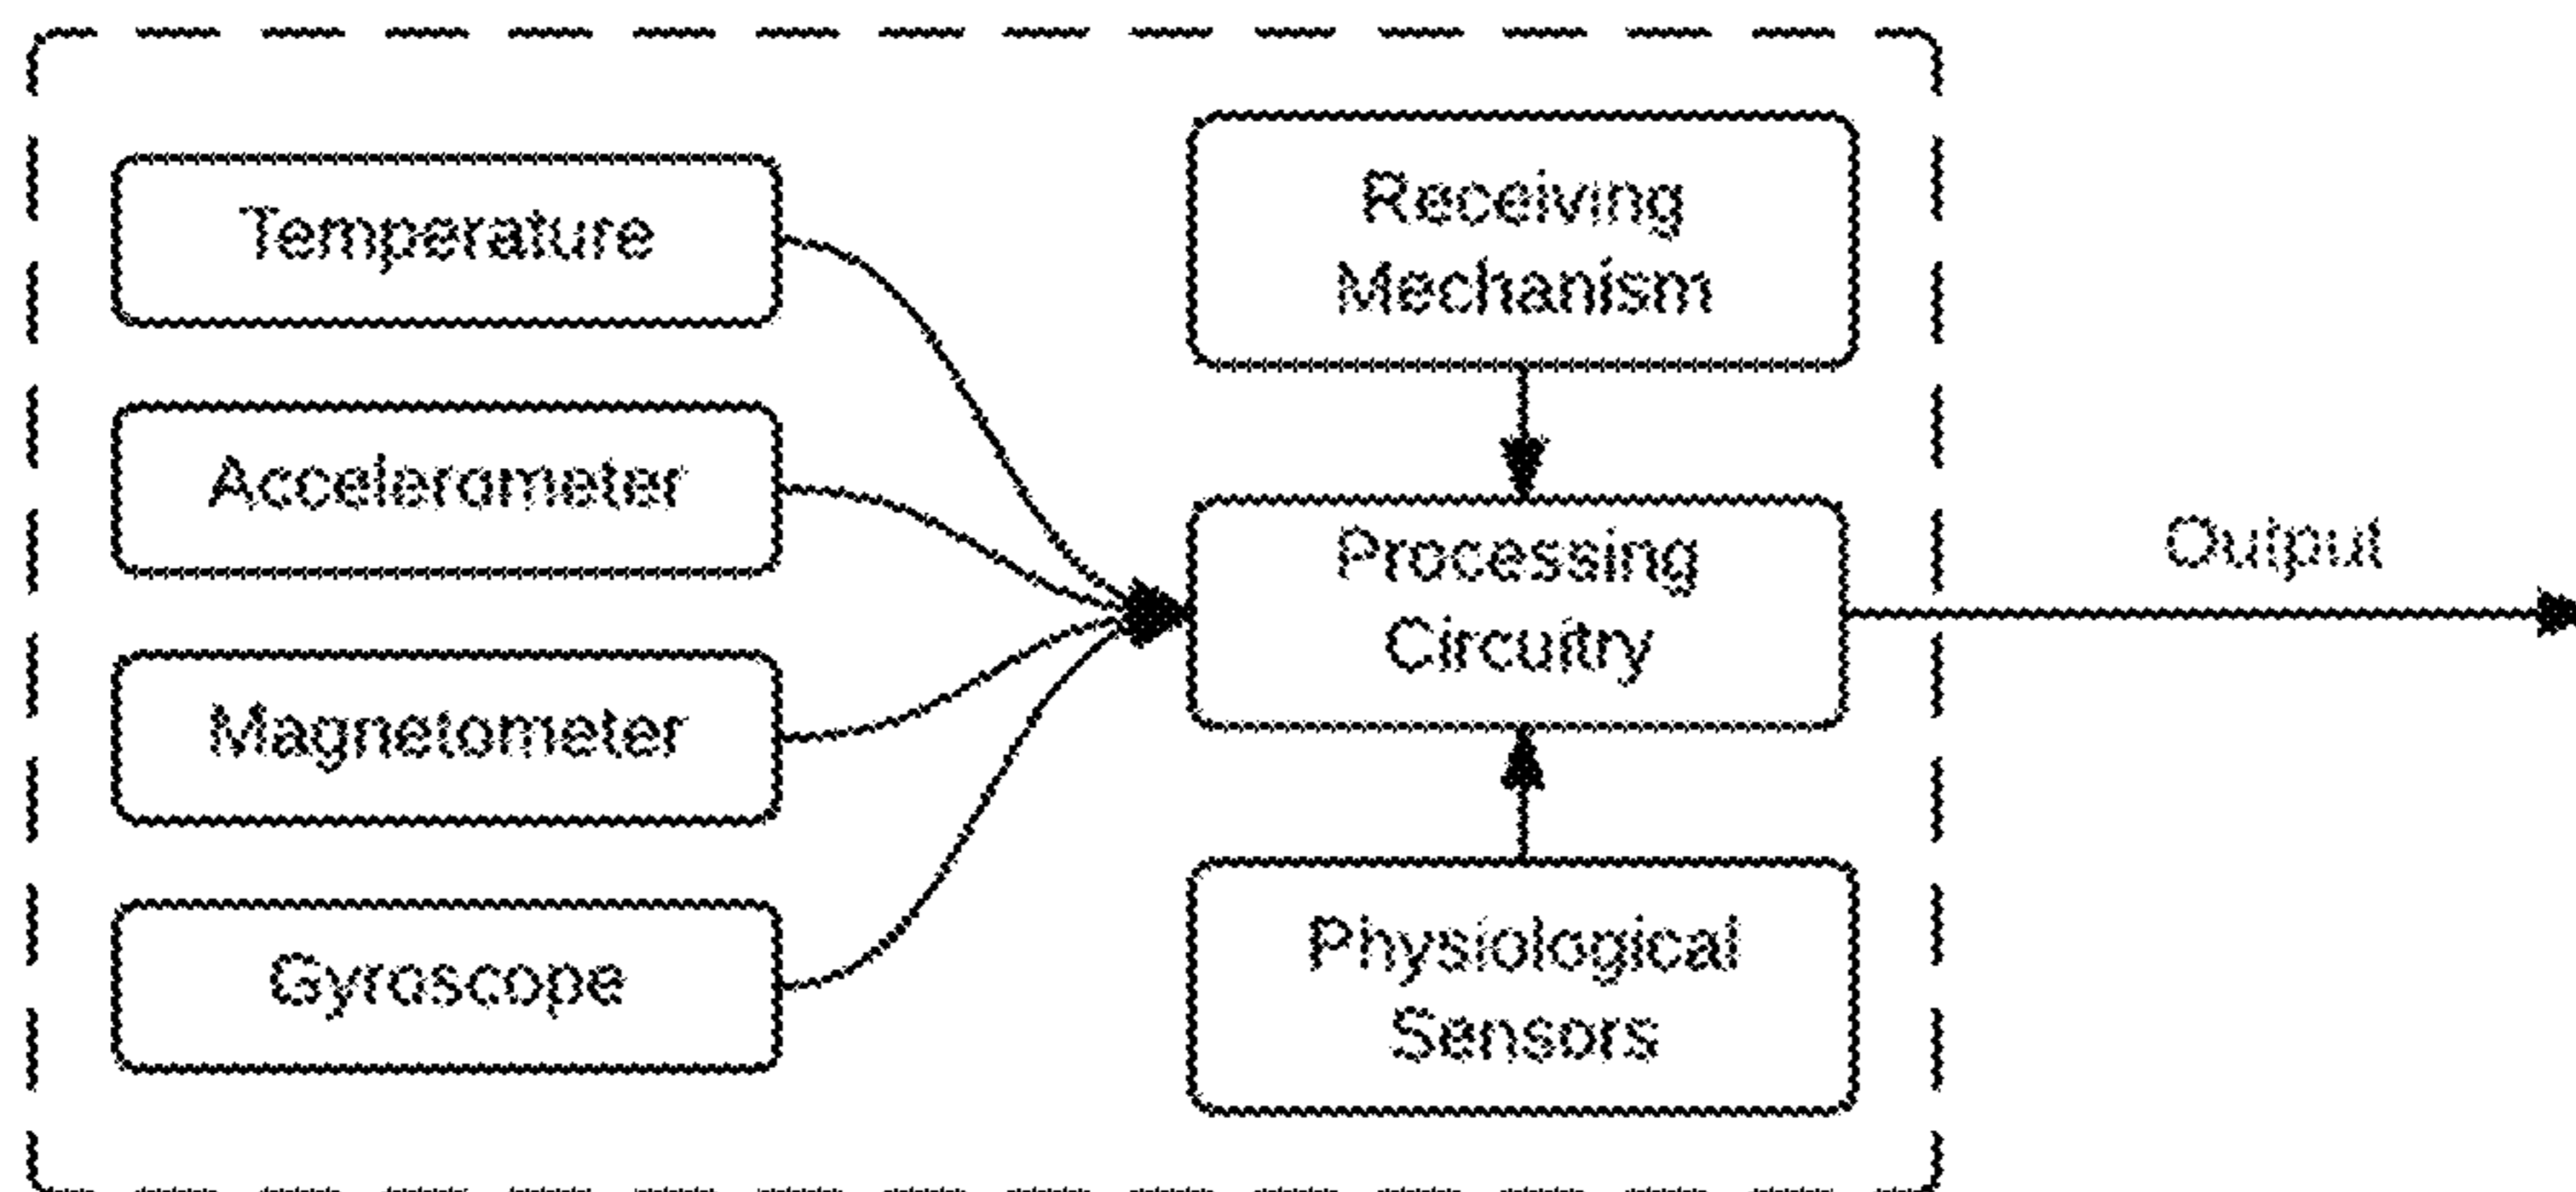 Temperature
Accelerometer
Magnetometer
Gyroscope
Receiving
Mechanism
Processing
Circuitry
Physiological
Sensors
Output